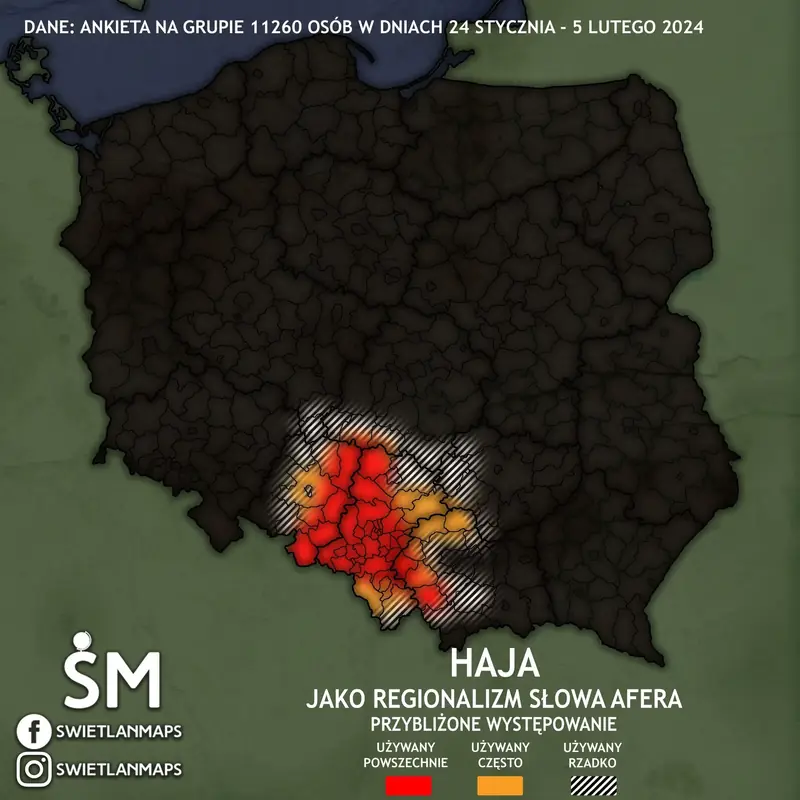 DANE: ANKIETA NA GRUPIE 11260 OSÓB W DNIACH 24 STYCZNIA - 5 LUTEGO 2024
ŚM
SWIETLANMAPS
SWIETLANMAPS
HAJA
JAKO REGIONALIZM SŁOWA AFERA
PRZYBLIŻONE WYSTĘPOWANIE
UŻYWANY POWSZECHNIE
UŻYWANY CZĘSTO
UŻYWANY RZADKO